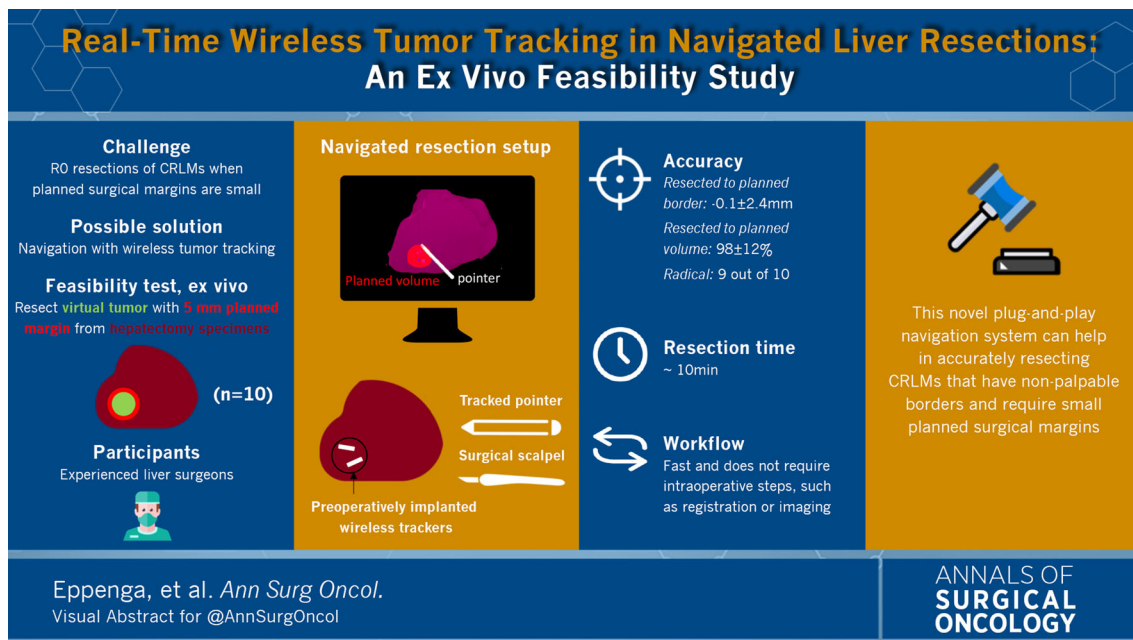 Real-Time Wireless Tumor Tracking in Navigated Liver Resections:
An Ex Vivo Feasibility Study
Challenge
R0 resections of CRLMs when
planned surgical margins are small
Possible solution
Navigation with wireless tumor tracking
Feasibility test, ex vivo
Resect virtual tumor with 5 mm planned
margin from hepatectomy specimens
(n=10)
Participants
Experienced liver surgeons
Navigated resection setup
Planned volume
pointer
Tracked pointer
Surgical scalpel
Preoperatively implanted
wireless trackers
Accuracy
Resected to planned
border: -0.1±2.4mm
Resected to planned
volume: 98±12%
Radical: 9 out of 10
Resection time
~ 10min
Workflow
Fast and does not require
intraoperative steps, such
as registration or imaging
This novel plug-and-play
navigation system can help
in accurately resecting
CRLMs that have non-palpable
borders and require small
planned surgical margins
Eppenga, et al. Ann Surg Oncol.
Visual Abstract for @AnnSurgOncol
ANNALS OF
SURGICAL
ONCOLOGY